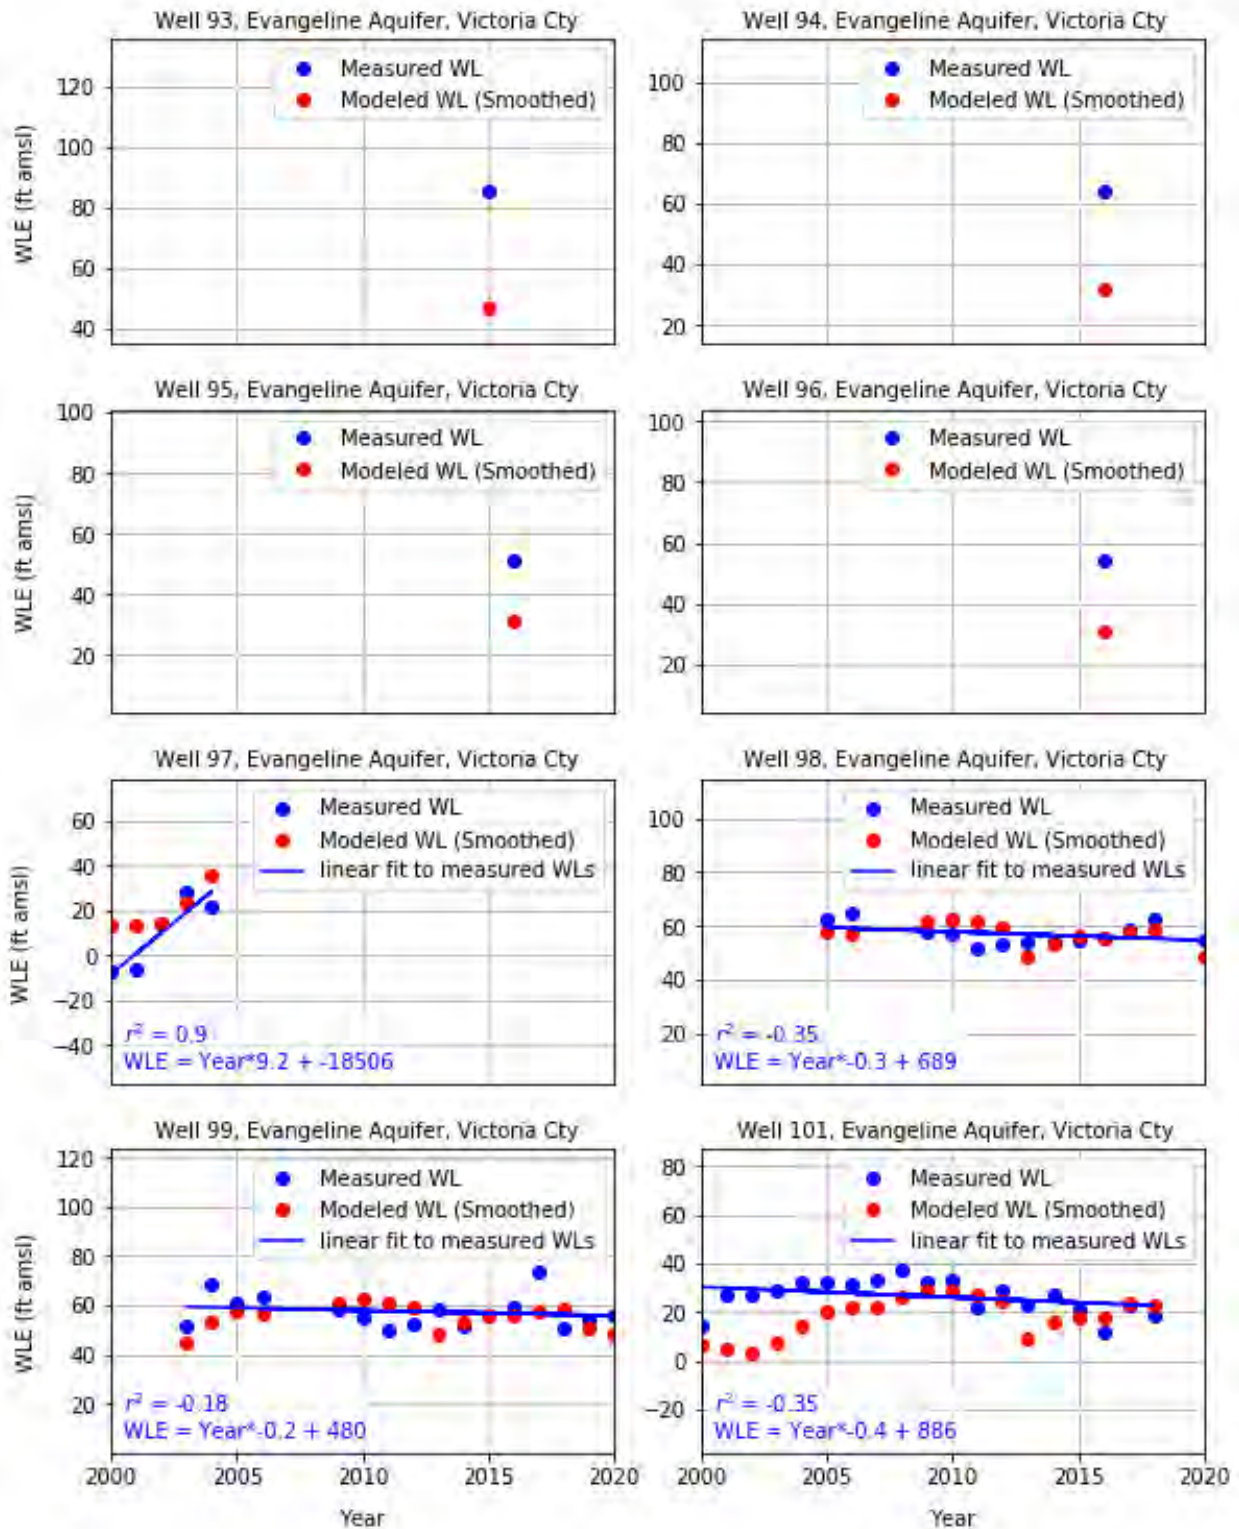 Well 93, Evangeline Aquifer, Victoria Cty
Measured WL
Modeled WL (Smoothed)
120
100
80
60
40
WLE (ft amsl)
Well 94, Evangeline Aquifer, Victoria Cty
Measured WL
Modeled WL (Smoothed)
100
80
60
40
20
Well 95, Evangeline Aquifer, Victoria Cty
Measured WL
Modeled WL (Smoothed)
100
80
60
40
20
WLE (ft amsl)
Well 96, Evangeline Aquifer, Victoria Cty
Measured WL
Modeled WL (Smoothed)
100
80
60
40
20
Well 97, Evangeline Aquifer, Victoria Cty
Measured WL
Modeled WL (Smoothed)
linear fit to measured WLs
60
40
20
0
−20
−40
WLE (ft amsl)
r² = 0.9
WLE = Year*9.2 + -18506
Well 98, Evangeline Aquifer, Victoria Cty
Measured WL
Modeled WL (Smoothed)
linear fit to measured WLs
100
80
60
40
20
r² = -0.35
WLE = Year*-0.3 + 689
Well 99, Evangeline Aquifer, Victoria Cty
Measured WL
Modeled WL (Smoothed)
linear fit to measured WLs
120
100
80
60
40
20
WLE (ft amsl)
r² = -0.18
WLE = Year*-0.2 + 480
2000 2005 2010 2015 2020
Year
Well 101, Evangeline Aquifer, Victoria Cty
Measured WL
Modeled WL (Smoothed)
linear fit to measured WLs
80
60
40
20
0
−20
r² = -0.35
WLE = Year*-0.4 + 886
2000 2005 2010 2015 2020
Year